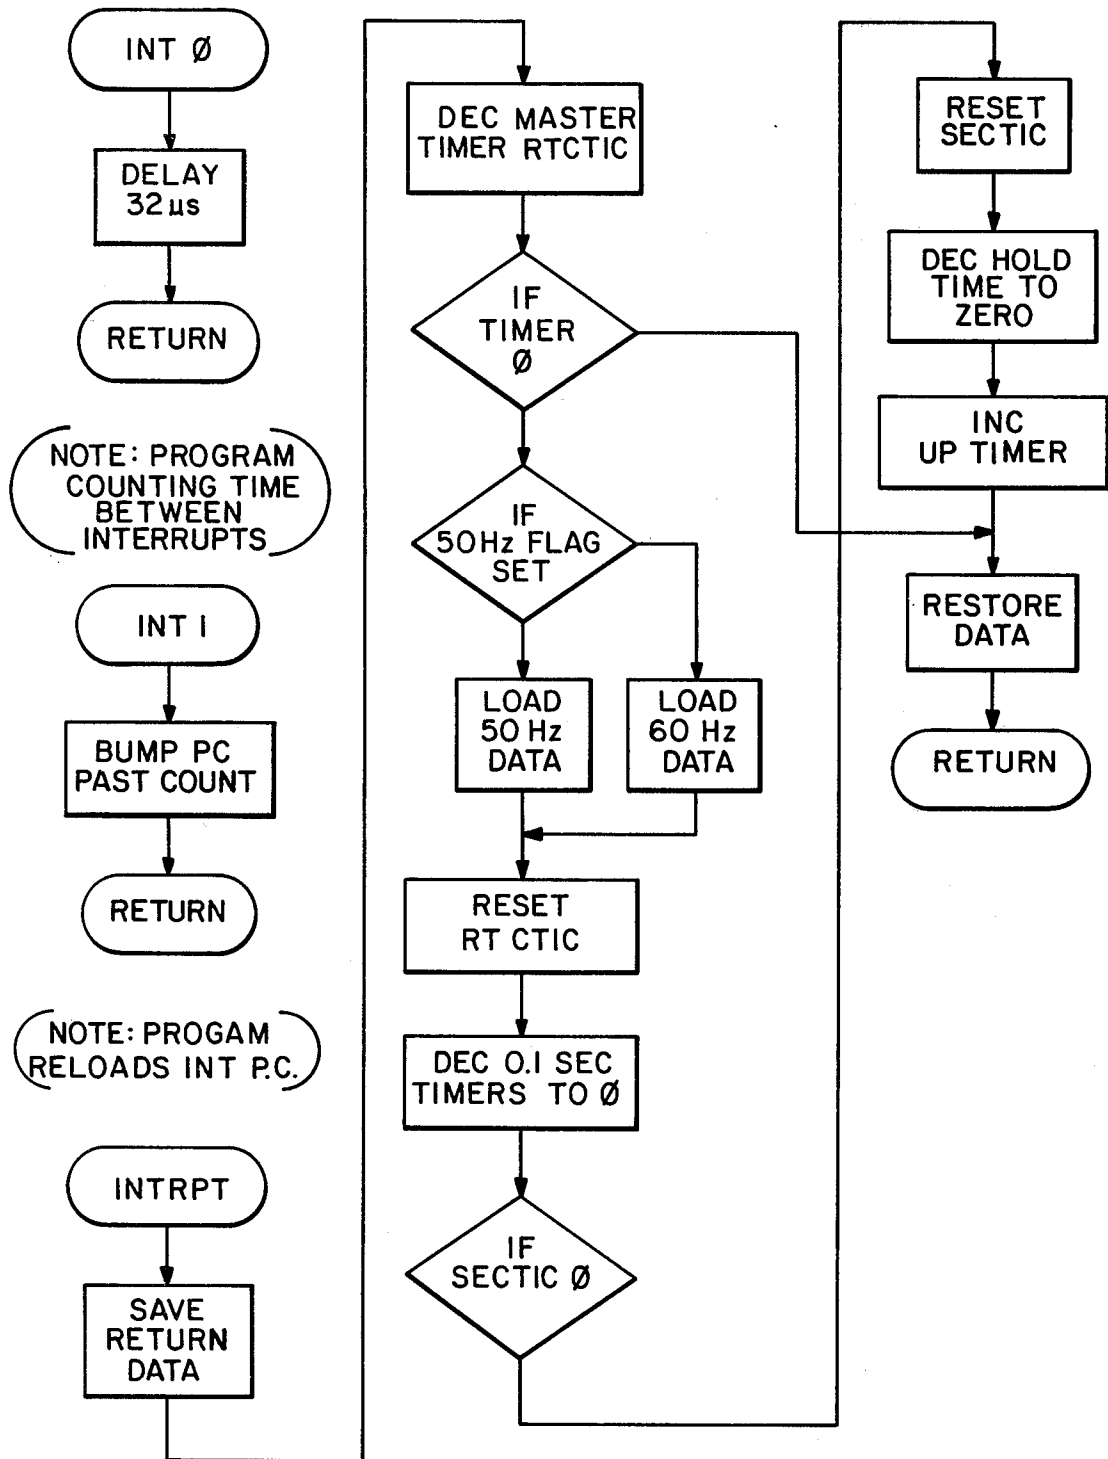 INT Ø
DELAY
32 µs
RETURN
NOTE: PROGRAM
COUNTING TIME
BETWEEN
INTERRUPTS
INT I
BUMP PC
PAST COUNT
RETURN
NOTE: PROGAM
RELOADS INT P.C.
INTRPT
SAVE
RETURN
DATA
DEC MASTER
TIMER RTCTIC
IF
TIMER
Ø
IF
50 Hz FLAG
SET
LOAD
50 Hz
DATA
LOAD
60 Hz
DATA
RESET
RT CTIC
DEC 0.1 SEC
TIMERS TO Ø
IF
SECTIC Ø
RESET
SECTIC
DEC HOLD
TIME TO
ZERO
INC
UP TIMER
RESTORE
DATA
RETURN